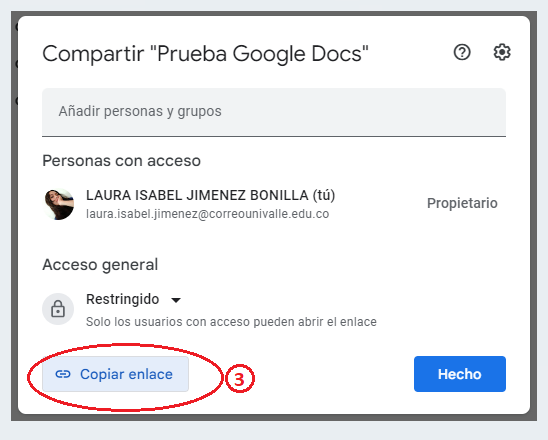 Compartir "Prueba Google Docs"
Añadir personas y grupos
Personas con acceso
LAURA ISABEL JIMENEZ BONILLA (tú)
laura.isabel.jimenez@correounivalle.edu.co
Propietario
Acceso general
Restringido
Solo los usuarios con acceso pueden abrir el enlace
Copiar enlace
3
Hecho